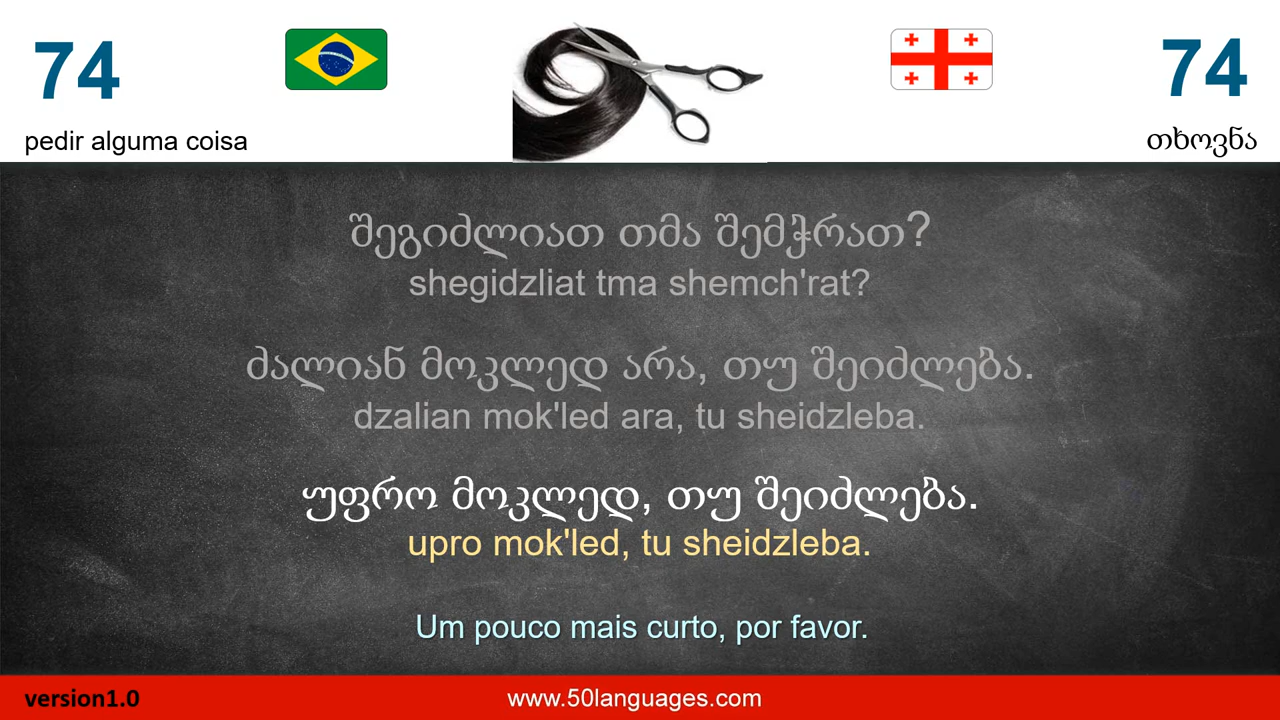 74
74
pedir alguma coisa
თხოვნა
შეგიძლიათ თმა შემჭრათ?
shegidzliat tma shemch'rat?
ძალიან მოკლედ არა, თუ შეიძლება.
dzalian mok'led ara, tu sheidzleba.
უფრო მოკლედ, თუ შეიძლება.
upro mok'led, tu sheidzleba.
Um pouco mais curto, por favor.
version1.0
www.50languages.com